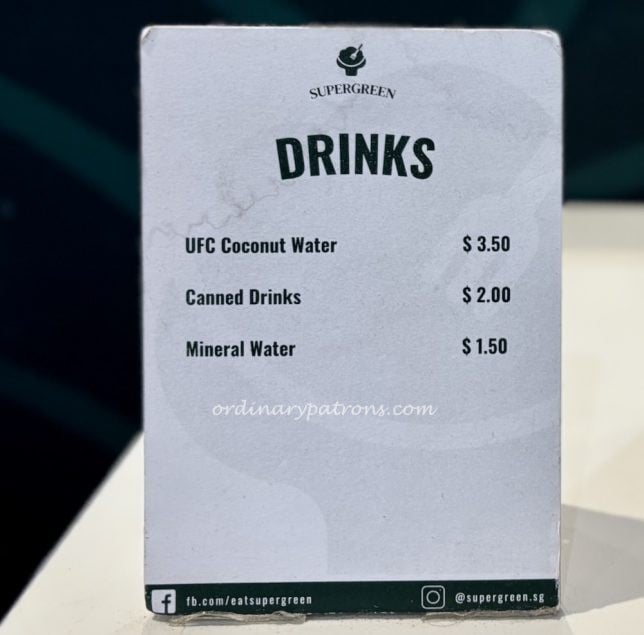 SUPERGREEN
DRINKS
UFC Coconut Water $ 3.50
Canned Drinks $ 2.00
Mineral Water $ 1.50
ordinarypatrons.com
fb.com/eatsupergreen @supergreen.sg